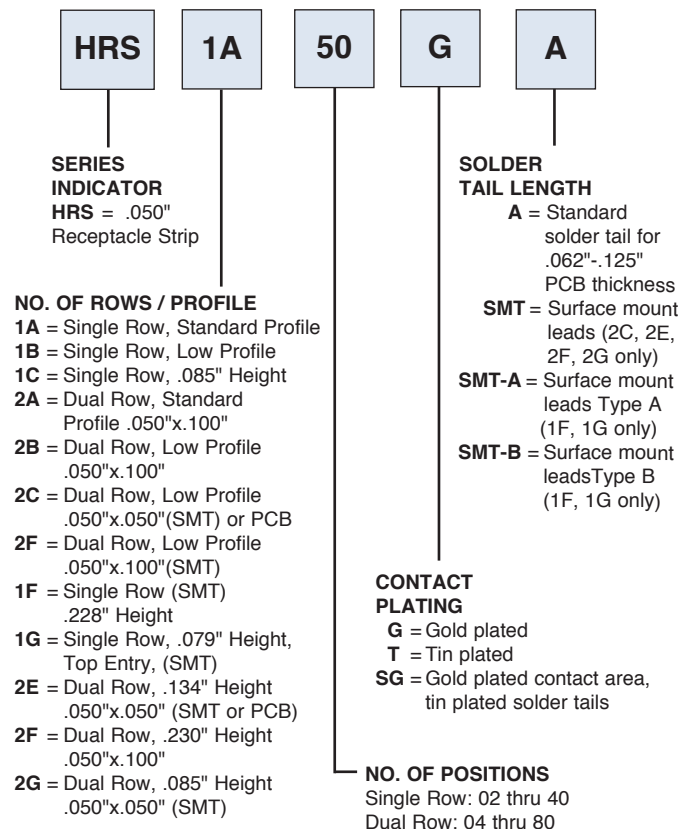 HRS 1A 50 G A
SERIES
INDICATOR
HRS = .050"
Receptacle Strip
NO. OF ROWS / PROFILE
1A = Single Row, Standard Profile
1B = Single Row, Low Profile
1C = Single Row, .085" Height
2A = Dual Row, Standard
Profile .050"x.100"
2B = Dual Row, Low Profile
.050"x.100"
2C = Dual Row, Low Profile
.050"x.050"(SMT) or PCB
2F = Dual Row, Low Profile
.050"x.100"(SMT)
1F = Single Row (SMT)
.228" Height
1G = Single Row, .079" Height,
Top Entry, (SMT)
2E = Dual Row, .134" Height
.050"x.050" (SMT or PCB)
2F = Dual Row, .230" Height
.050"x.100"
2G = Dual Row, .085" Height
.050"x.050" (SMT)
NO. OF POSITIONS
Single Row: 02 thru 40
Dual Row: 04 thru 80
CONTACT
PLATING
G = Gold plated
T = Tin plated
SG = Gold plated contact area,
tin plated solder tails
SOLDER
TAIL LENGTH
A = Standard
solder tail for
.062"-.125"
PCB thickness
SMT = Surface mount
leads (2C, 2E,
2F, 2G only)
SMT-A = Surface mount
leads Type A
(1F, 1G only)
SMT-B = Surface mount
leadsType B
(1F, 1G only)